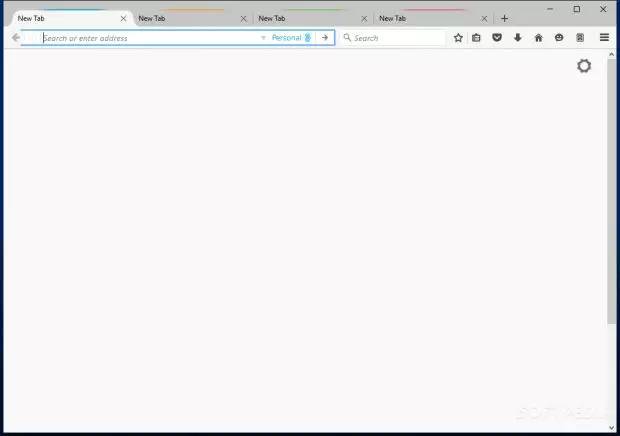 New Tab
New Tab
New Tab
New Tab
Search or enter address
Personal
Search
SOFTPEDIA